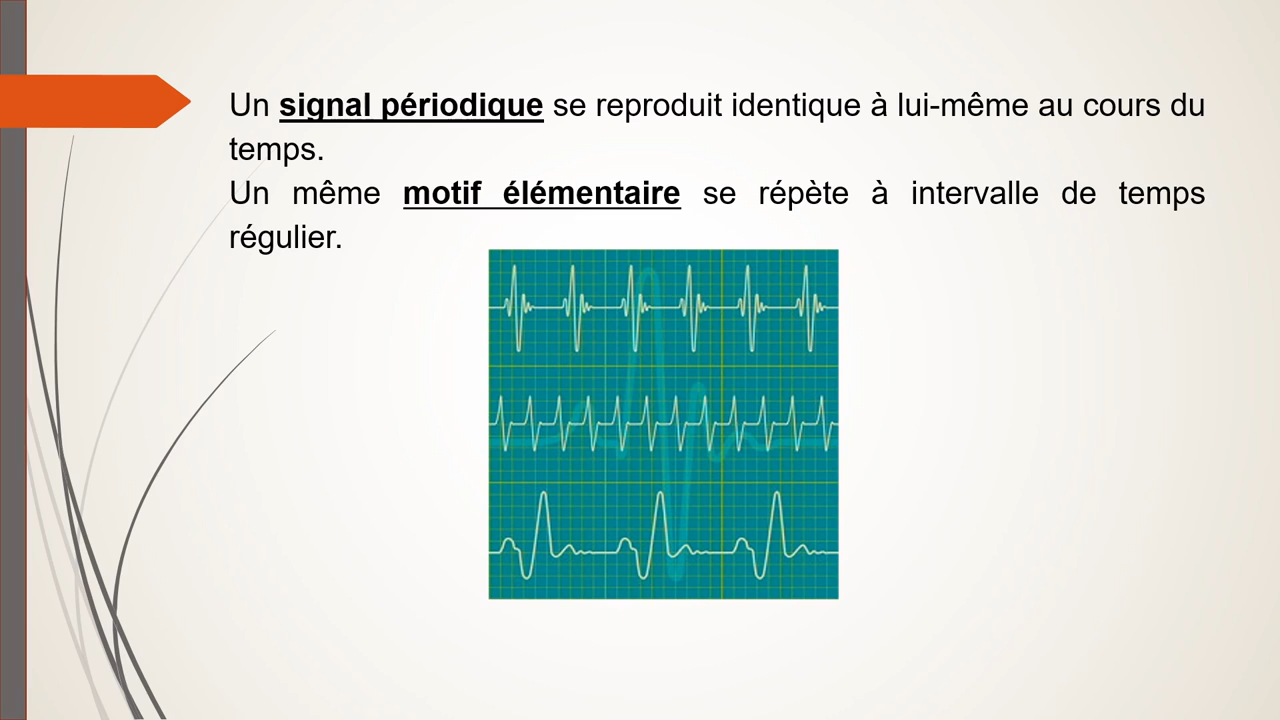 Un signal périodique se reproduit identique à lui-même au cours du
temps.
Un même motif élémentaire se répète à intervalle de temps
régulier.